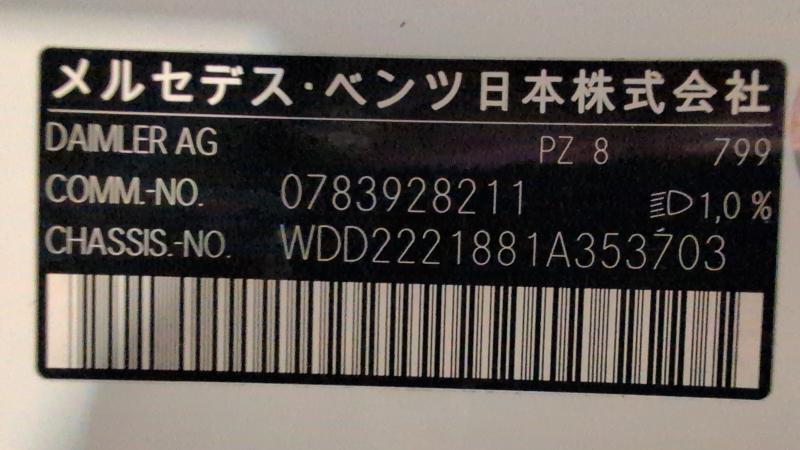 メルセデス・ベンツ日本株式会社
DAIMLER AG PZ 8 799
COMM.-NO. 0783928211 1,0 %
CHASSIS.-NO. WDD2221881A353703